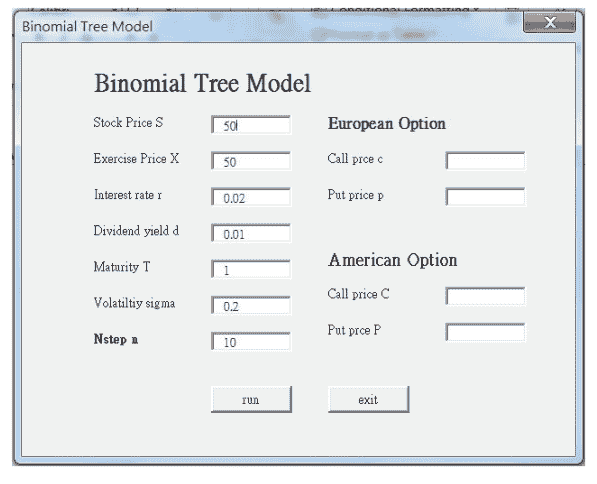 Binomial Tree Model
Binomial Tree Model
Stock Price S
50
European Option
Exercise Price X
50
Call prce c
Interest rate r
0.02
Put price p
Dividend yield d
0.01
Maturity T
1
American Option
Volatiltiy sigma
0.2
Call price C
Nstep n
10
Put prce P
run
exit